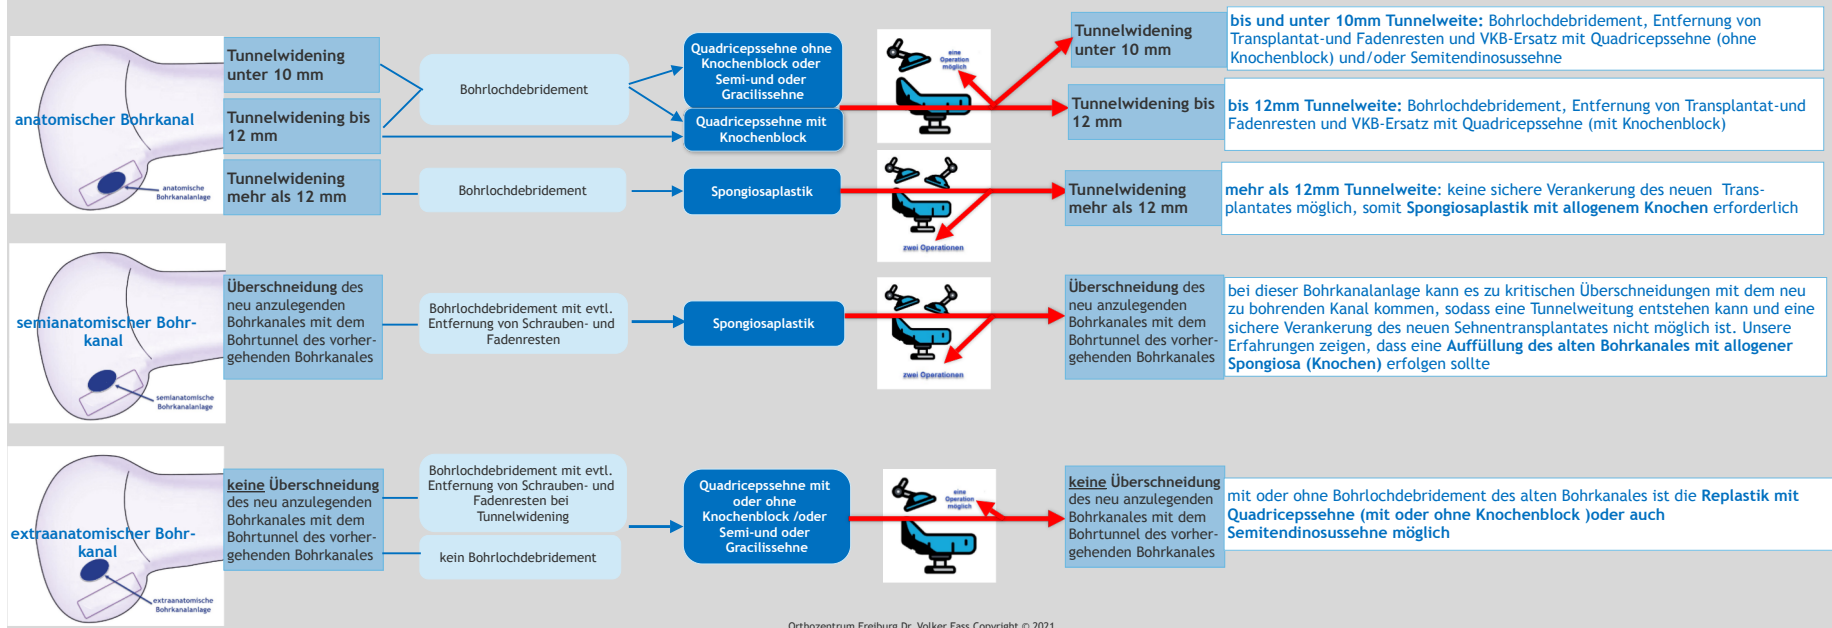 anatomischer Bohrkanal
anatomische
Bohrkanalanlage
Tunnelwidening
unter 10 mm
Tunnelwidening bis
12 mm
Tunnelwidening
mehr als 12 mm
Bohrlochdebridement
Bohrlochdebridement
Quadricepssehne ohne
Knochenblock oder
Semi-und oder
Gracilissehne
Quadricepssehne mit
Knochenblock
Spongiosaplastik
eine
Operation
möglich
zwei Operationen
Tunnelwidening
unter 10 mm
Tunnelwidening bis
12 mm
Tunnelwidening
mehr als 12 mm
bis und unter 10mm Tunnelweite: Bohrlochdebridement, Entfernung von
Transplantat-und Fadenresten und VKB-Ersatz mit Quadricepssehne (ohne
Knochenblock) und/oder Semitendinosussehne
bis 12mm Tunnelweite: Bohrlochdebridement, Entfernung von Transplantat-und
Fadenresten und VKB-Ersatz mit Quadricepssehne (mit Knochenblock)
mehr als 12mm Tunnelweite: keine sichere Verankerung des neuen Trans-
plantates möglich, somit Spongiosaplastik mit allogenem Knochen erforderlich
semianatomischer Bohr-
kanal
semianatomische
Bohrkanalanlage
Überschneidung des
neu anzulegenden
Bohrkanales mit dem
Bohrtunnel des vorher-
gehenden Bohrkanales
Bohrlochdebridement mit evtl.
Entfernung von Schrauben- und
Fadenresten
Spongiosaplastik
zwei Operationen
Überschneidung des
neu anzulegenden
Bohrkanales mit dem
Bohrtunnel des vorher-
gehenden Bohrkanales
bei dieser Bohrkanalanlage kann es zu kritischen Überschneidungen mit dem neu
zu bohrenden Kanal kommen, sodass eine Tunnelweitung entstehen kann und eine
sichere Verankerung des neuen Sehnentransplantates nicht möglich ist. Unsere
Erfahrungen zeigen, dass eine Auffüllung des alten Bohrkanales mit allogener
Spongiosa (Knochen) erfolgen sollte
extraanatomischer Bohr-
kanal
extraanatomische
Bohrkanalanlage
keine Überschneidung
des neu anzulegenden
Bohrkanales mit dem
Bohrtunnel des vorher-
gehenden Bohrkanales
Bohrlochdebridement mit evtl.
Entfernung von Schrauben- und
Fadenresten bei
Tunnelwidening
kein Bohrlochdebridement
Quadricepssehne mit
oder ohne
Knochenblock /oder
Semi-und oder
Gracilissehne
eine
Operation
möglich
keine Überschneidung
des neu anzulegenden
Bohrkanales mit dem
Bohrtunnel des vorher-
gehenden Bohrkanales
mit oder ohne Bohrlochdebridement des alten Bohrkanales ist die Replastik mit
Quadricepssehne (mit oder ohne Knochenblock )oder auch
Semitendinosussehne möglich
Orthozentrum Freiburg Dr. Volker Fass Copyright © 2021